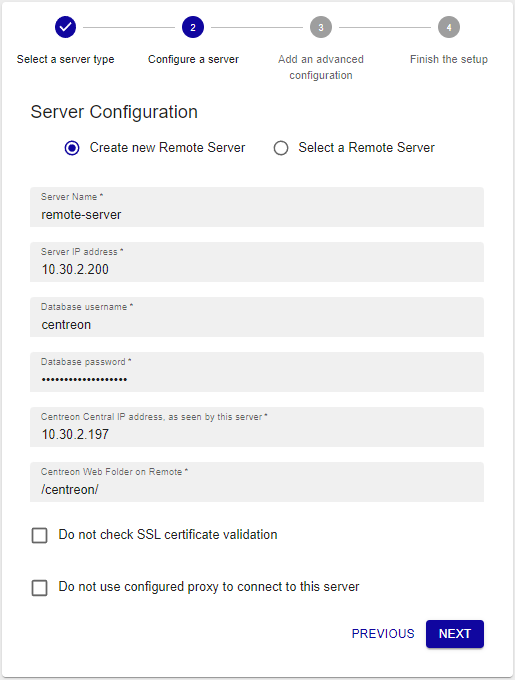 2
3
4
Select a server type
Configure a server
Add an advanced
configuration
Finish the setup
Server Configuration
Create new Remote Server
Select a Remote Server
Server Name *
remote-server
Server IP address *
10.30.2.200
Database username *
centreon
Database password *
•••••••••••••••••••
Centreon Central IP address, as seen by this server *
10.30.2.197
Centreon Web Folder on Remote *
/centreon/
Do not check SSL certificate validation
Do not use configured proxy to connect to this server
PREVIOUS
NEXT